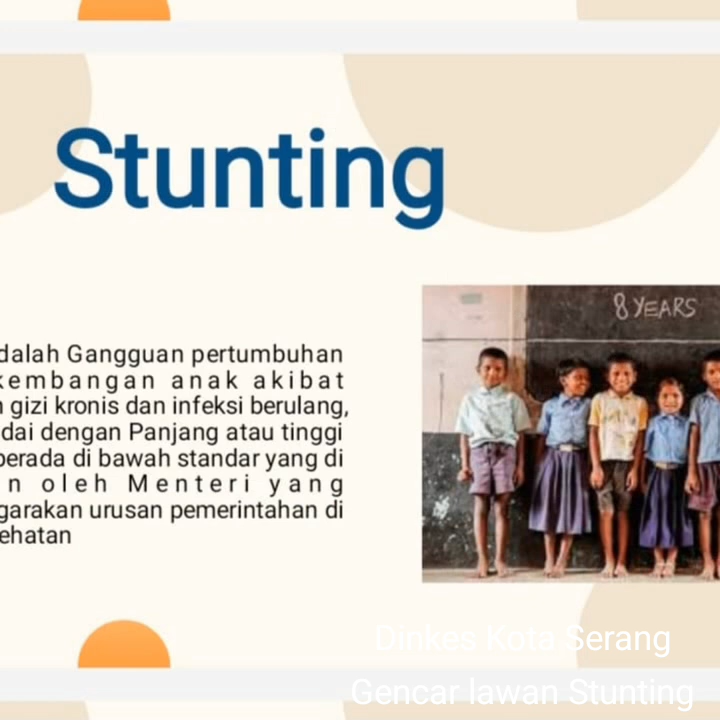 Stunting
8 YEARS
dalah Gangguan pertumbuhan
kembangan anak akibat
n gizi kronis dan infeksi berulang,
dai dengan Panjang atau tinggi
berada di bawah standar yang di
n oleh Menteri yang
garakan urusan pemerintahan di
ehatan
Dinkes Kota Serang
Gencar lawan Stunting